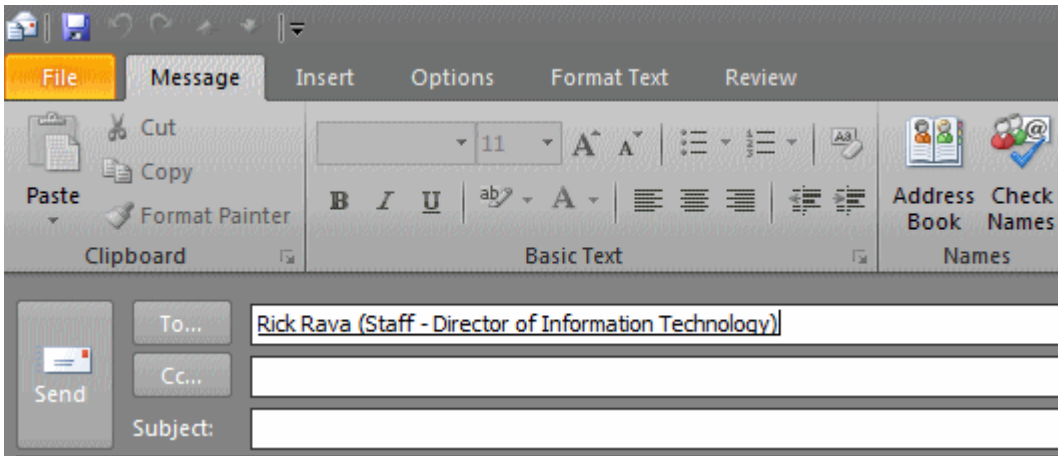 File Message Insert Options Format Text Review
Cut
11 A A
Copy
Paste
Format Painter
B I U ab A
Address Check
Book Names
Clipboard Basic Text Names
To... Rick Rava (Staff - Director of Information Technology)
Cc...
Send
Subject: